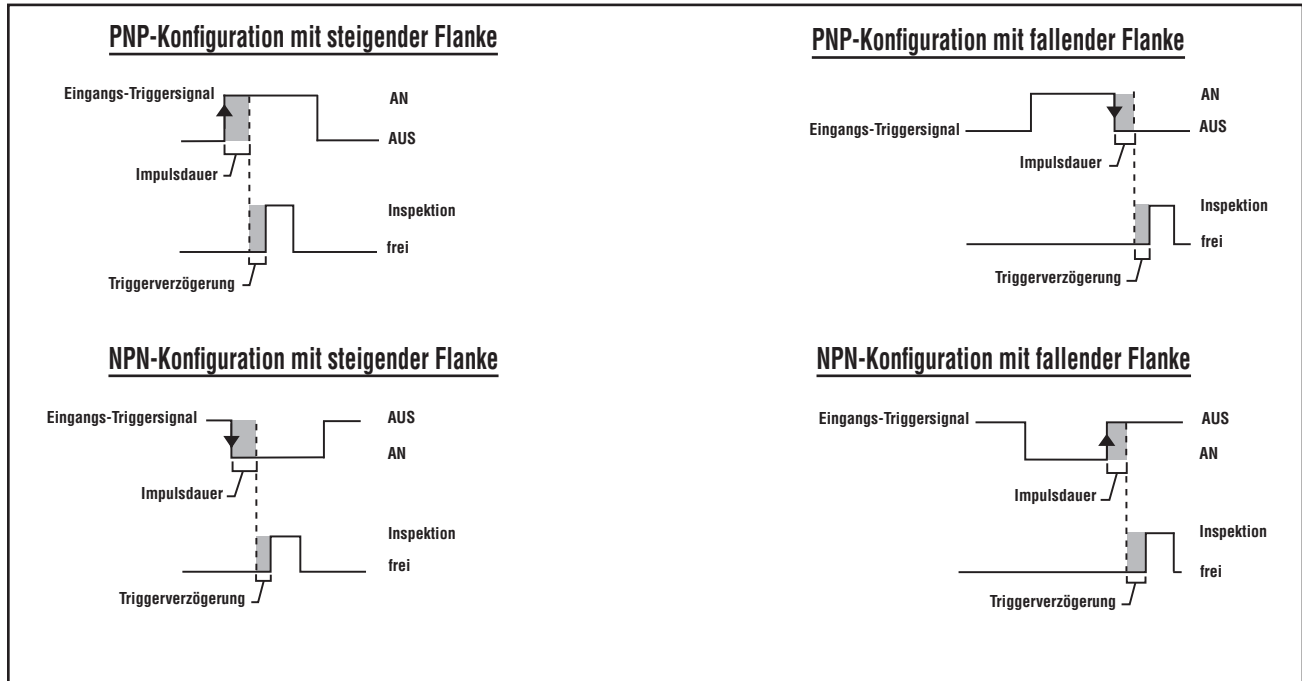 PNP-Konfiguration mit steigender Flanke
Eingangs-Triggersignal
AN
AUS
Impulsdauer
Inspektion
frei
Triggerverzögerung
PNP-Konfiguration mit fallender Flanke
AN
Eingangs-Triggersignal
AUS
Impulsdauer
Inspektion
frei
Triggerverzögerung
NPN-Konfiguration mit steigender Flanke
Eingangs-Triggersignal
AUS
AN
Impulsdauer
Inspektion
frei
Triggerverzögerung
NPN-Konfiguration mit fallender Flanke
Eingangs-Triggersignal
AUS
AN
Impulsdauer
Inspektion
frei
Triggerverzögerung